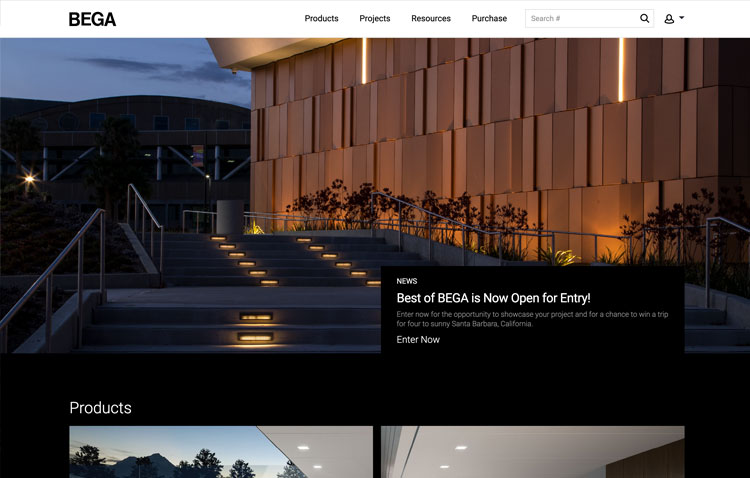 BEGA
Products
Projects
Resources
Purchase
Search #
NEWS
Best of BEGA is Now Open for Entry!
Enter now for the opportunity to showcase your project and for a chance to win a trip
for four to sunny Santa Barbara, California.
Enter Now
Products